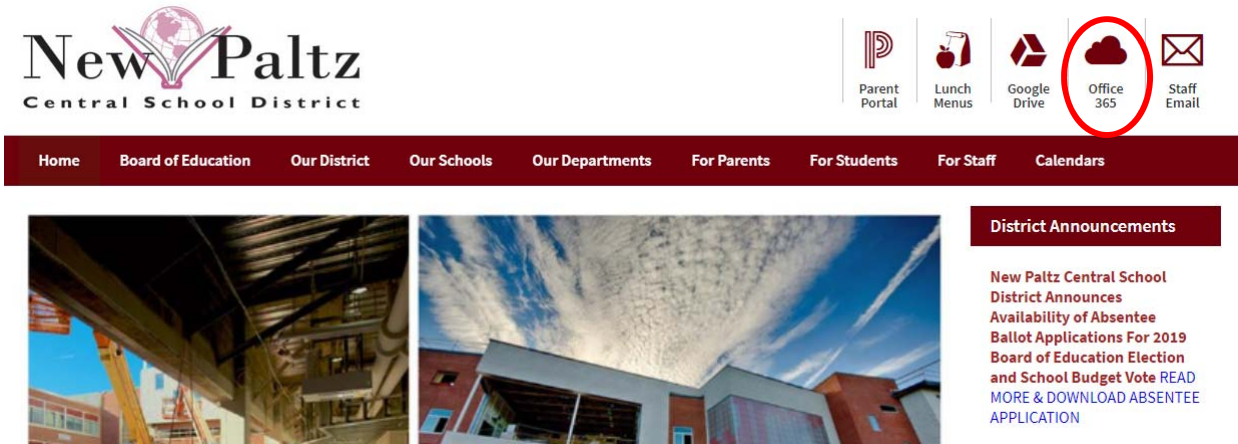 New Paltz
Central School District
Parent
Portal
Lunch
Menus
Google
Drive
Office
365
Staff
Email
Home Board of Education Our District Our Schools Our Departments For Parents For Students For Staff Calendars
District Announcements
New Paltz Central School
District Announces
Availability of Absentee
Ballot Applications For 2019
Board of Education Election
and School Budget Vote READ
MORE & DOWNLOAD ABSENTEE
APPLICATION